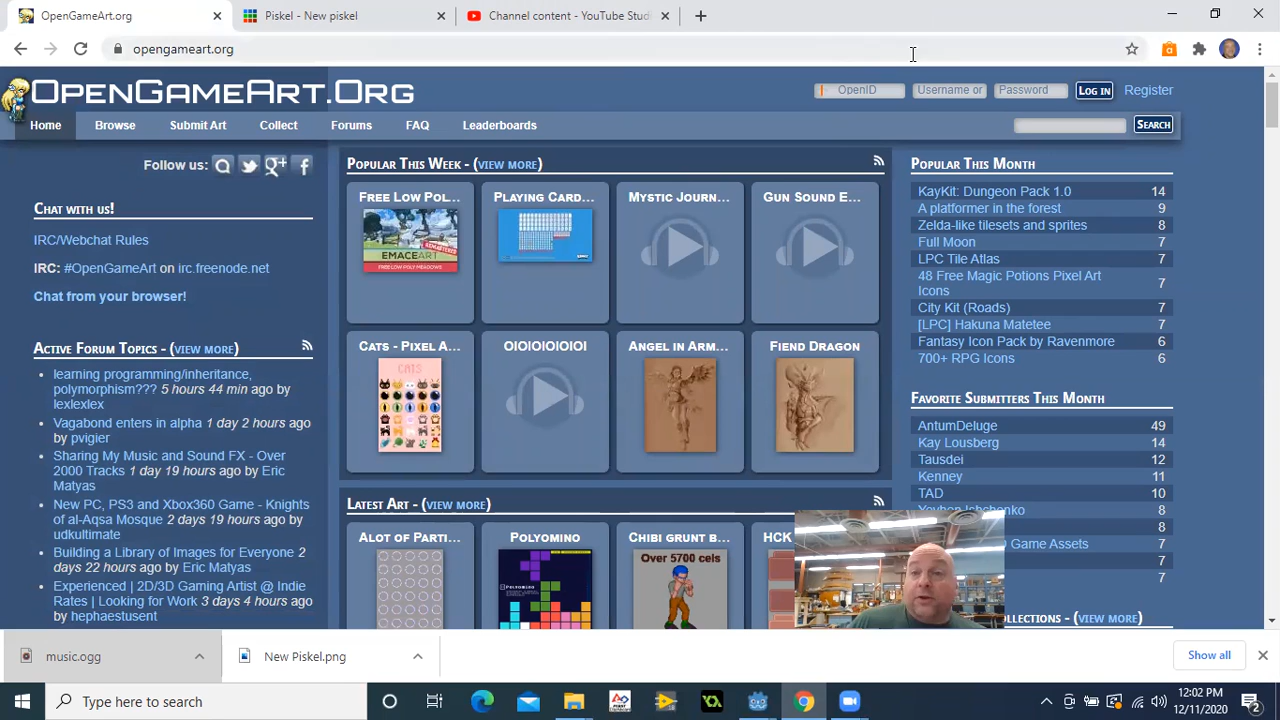 OpenGameArt.org
Piskel - New piskel
Channel content - YouTube Stud
opengameart.org
OpenGameArt.Org
OpenID
Username or
Password
Log in
Register
Home
Browse
Submit Art
Collect
Forums
FAQ
Leaderboards
Search
Follow us:
Chat with us!
IRC/Webchat Rules
IRC: #OpenGameArt on irc.freenode.net
Chat from your browser!
Active Forum Topics - (view more)
learning programming/inheritance,
polymorphism??? 5 hours 44 min ago by
lexlexlex
Vagabond enters in alpha 1 day 2 hours ago
by pvigier
Sharing My Music and Sound FX - Over
2000 Tracks 1 day 19 hours ago by Eric
Matyas
New PC, PS3 and Xbox360 Game - Knights
of al-Aqsa Mosque 2 days 19 hours ago by
udkultimate
Building a Library of Images for Everyone 2
days 22 hours ago by Eric Matyas
Experienced | 2D/3D Gaming Artist @ Indie
Rates | Looking for Work 3 days 4 hours ago
by hephaestusent
Popular This Week - (view more)
Free Low Pol...
Playing Card...
Mystic Journ...
Gun Sound E...
EMACEART
REMASTERED
FREE LOW POLY MEADOWS
Cats - Pixel A...
OIOIOIOIOIOI
Angel in Arm...
Fiend Dragon
CATS
Latest Art - (view more)
Alot of Parti...
Polyomino
Chibi grunt b...
HCK
POLYOMINO
Over 5700 cels
Popular This Month
KayKit: Dungeon Pack 1.0 14
A platformer in the forest 9
Zelda-like tilesets and sprites 8
Full Moon 7
LPC Tile Atlas 7
48 Free Magic Potions Pixel Art
Icons 7
City Kit (Roads) 7
[LPC] Hakuna Matetee 7
Fantasy Icon Pack by Ravenmore 6
700+ RPG Icons 6
Favorite Submitters This Month
AntumDeluge 49
Kay Lousberg 14
Tausdei 12
Kenney 11
TAD 10
8
8
Game Assets 7
7
7
(view more)
music.ogg
New Piskel.png
Show all
Type here to search
12:02 PM
12/11/2020
2